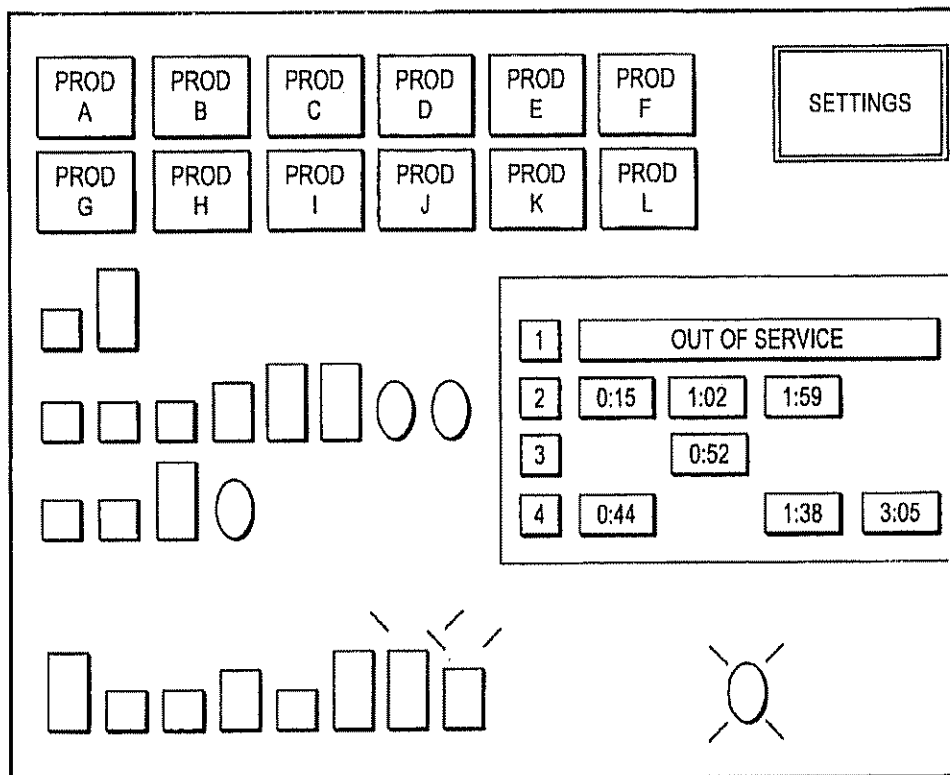 PROD A PROD B PROD C PROD D PROD E PROD F SETTINGS
PROD G PROD H PROD I PROD J PROD K PROD L
1 OUT OF SERVICE
2 0:15 1:02 1:59
3 0:52
4 0:44 1:38 3:05